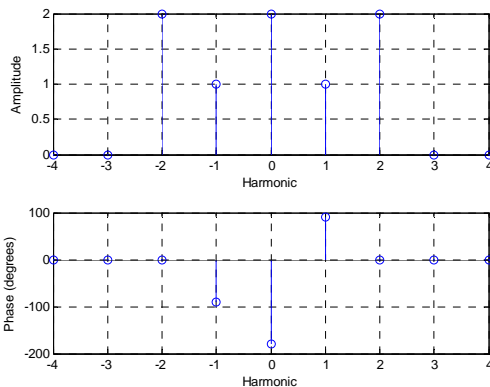 2
1.5
1
0.5
0
Amplitude
-4 -3 -2 -1 0 1 2 3 4
Harmonic
100
0
-100
-200
Phase (degrees)
-4 -3 -2 -1 0 1 2 3 4
Harmonic